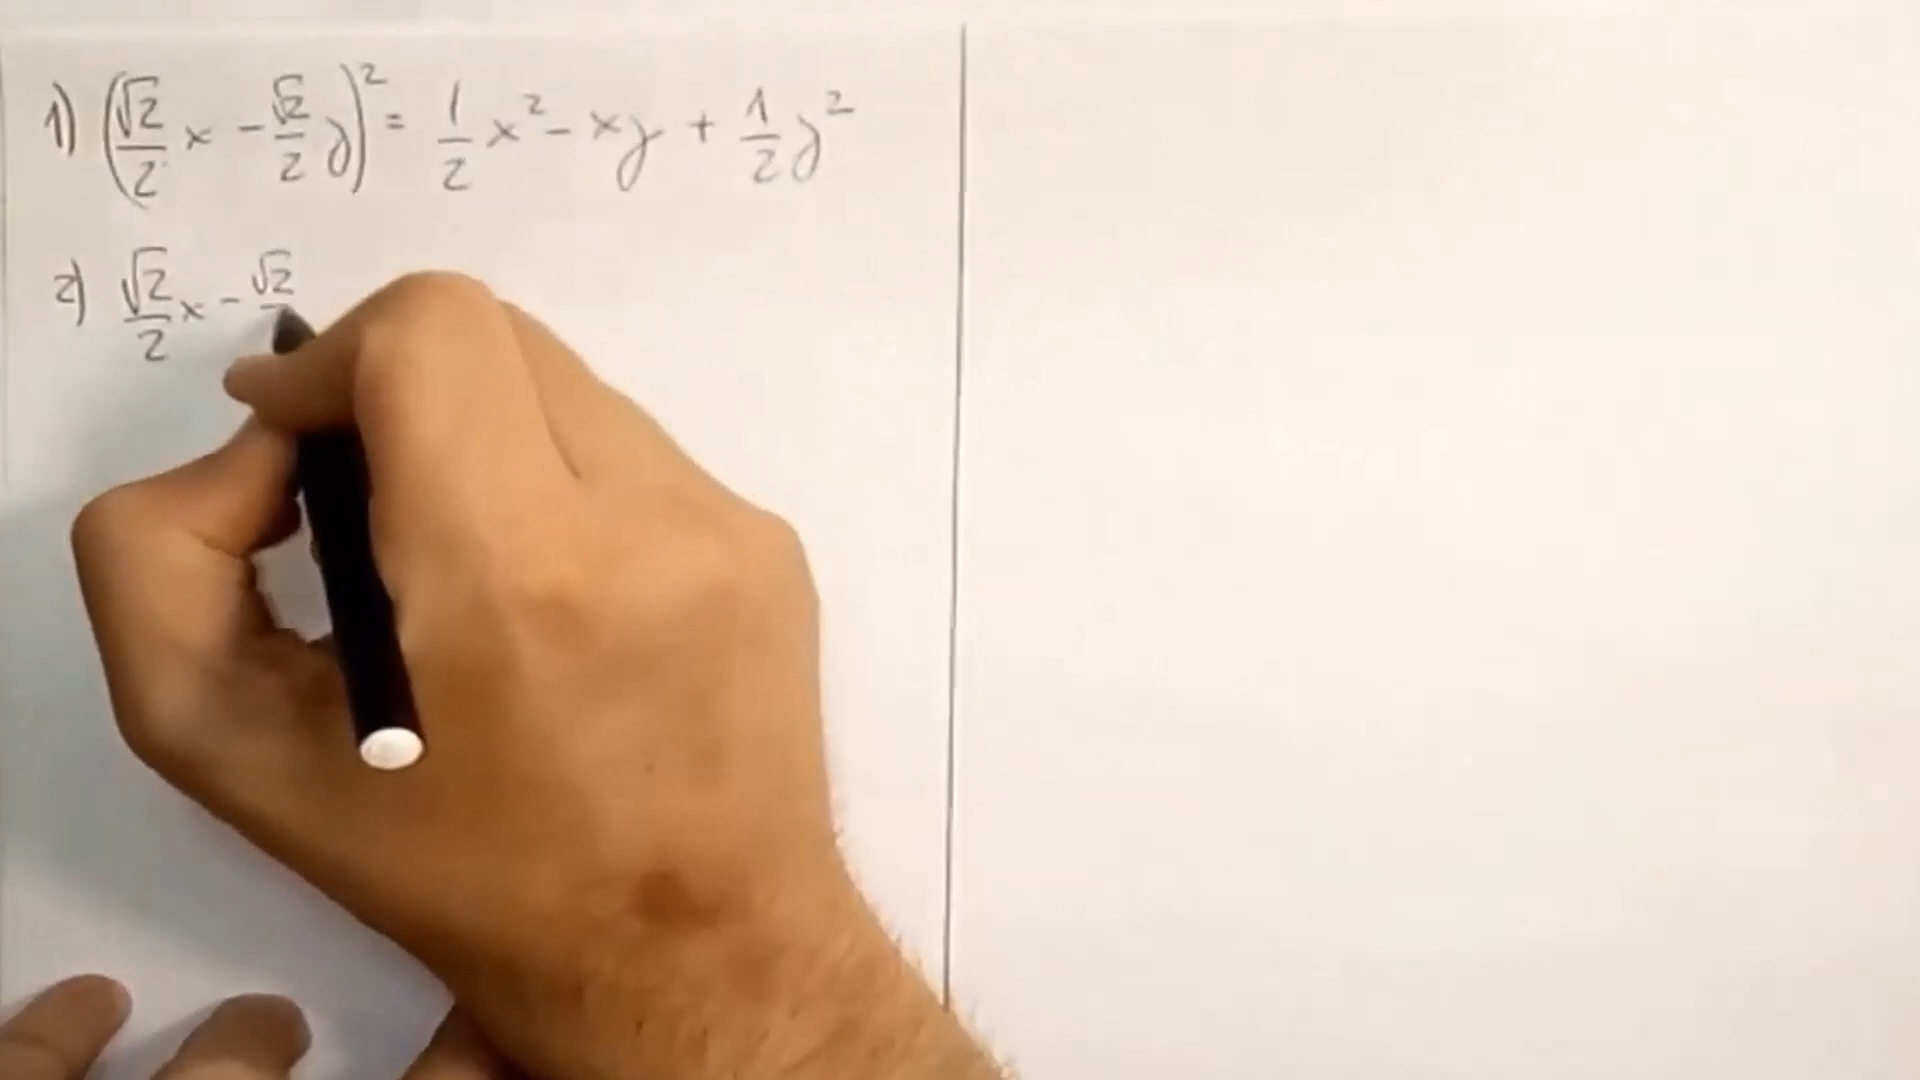 1) (√2/2 x - √2/2 y)² = 1/2 x² - xy + 1/2 y²
2) √2/2 x - √2